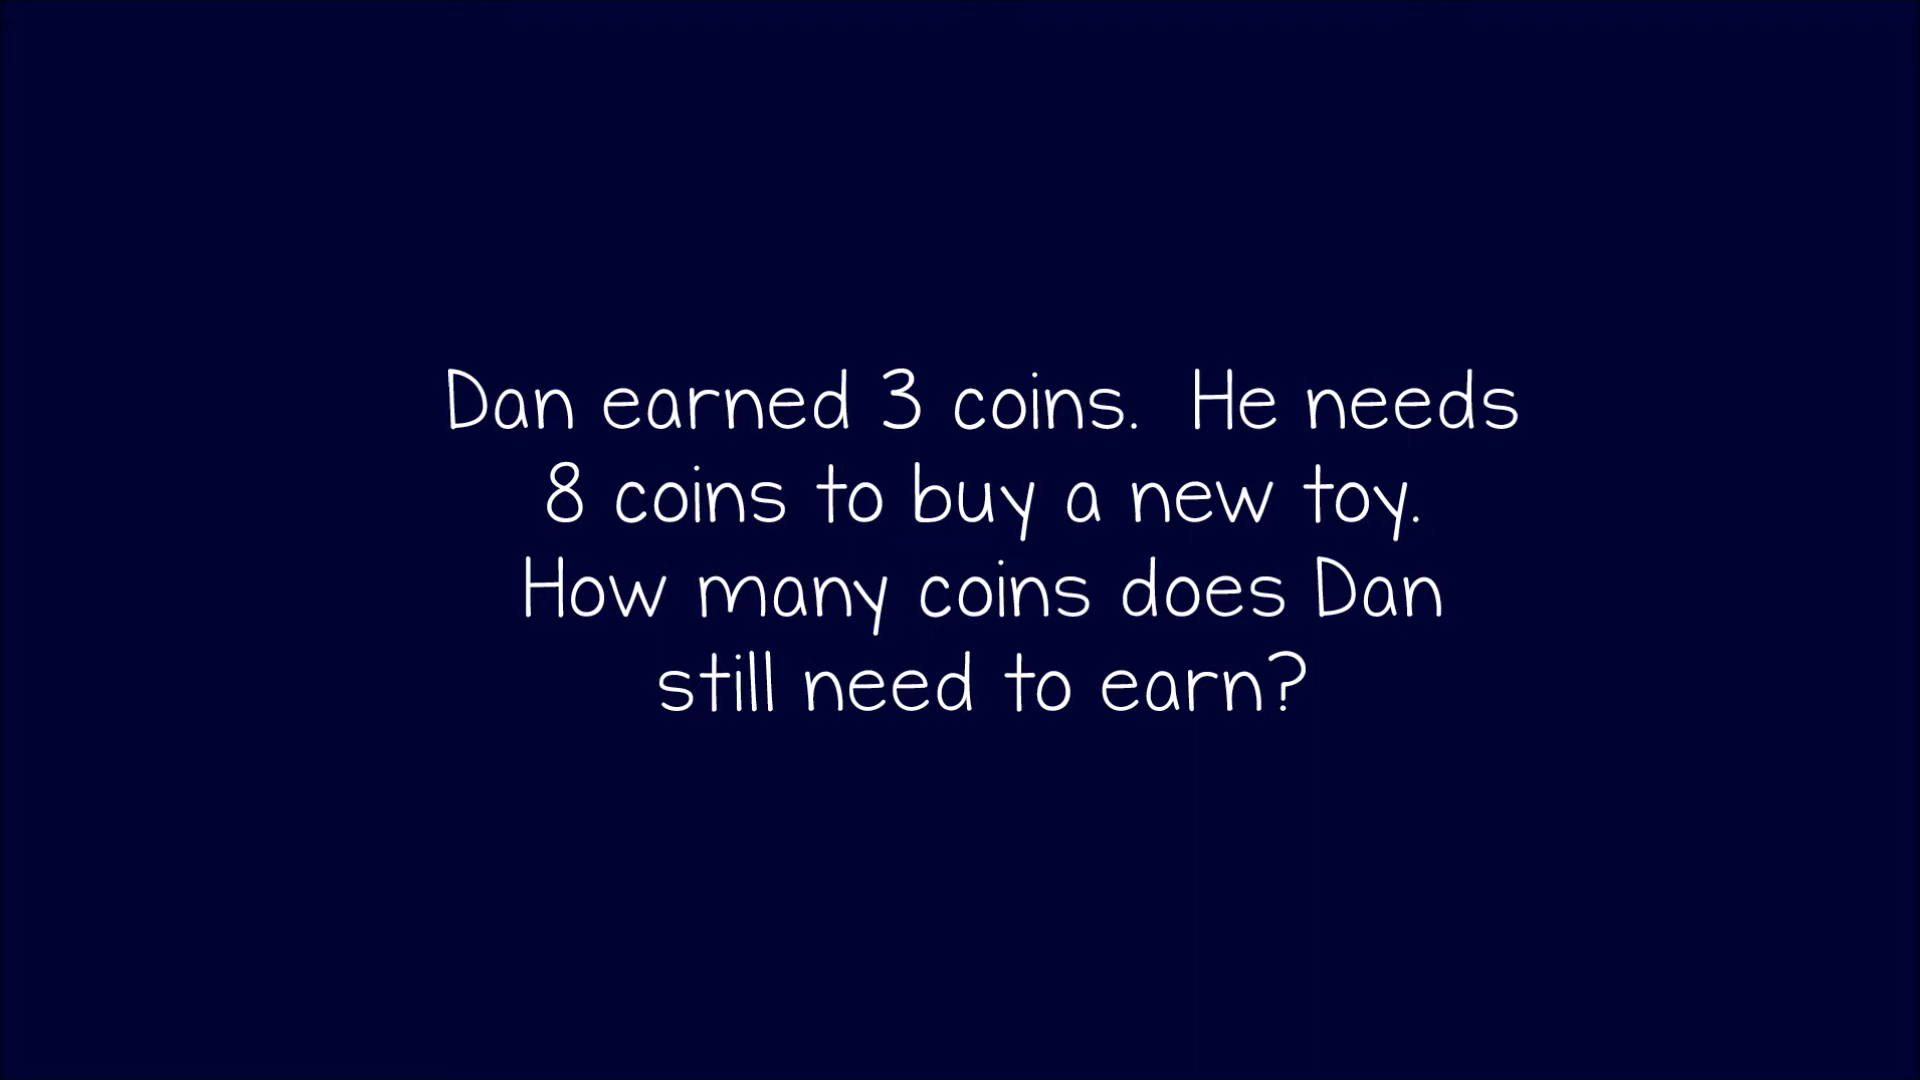 Dan earned 3 coins.  He needs
8 coins to buy a new toy.
How many coins does Dan
still need to earn?